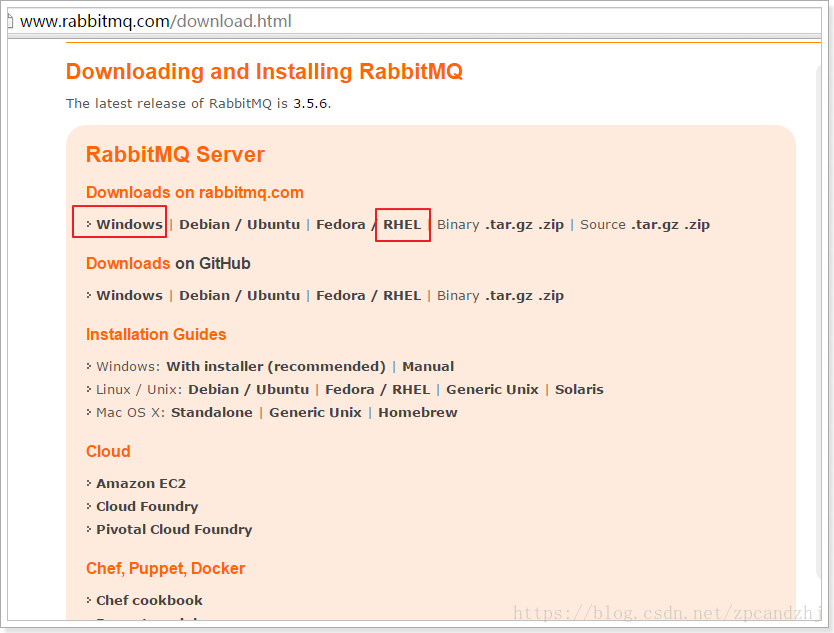 www.rabbitmq.com/download.html
Downloading and Installing RabbitMQ
The latest release of RabbitMQ is 3.5.6.
RabbitMQ Server
Downloads on rabbitmq.com
Windows | Debian / Ubuntu | Fedora / RHEL | Binary .tar.gz .zip | Source .tar.gz .zip
Downloads on GitHub
Windows | Debian / Ubuntu | Fedora / RHEL | Binary .tar.gz .zip
Installation Guides
Windows: With installer (recommended) | Manual
Linux / Unix: Debian / Ubuntu | Fedora / RHEL | Generic Unix | Solaris
Mac OS X: Standalone | Generic Unix | Homebrew
Cloud
Amazon EC2
Cloud Foundry
Pivotal Cloud Foundry
Chef, Puppet, Docker
Chef cookbook
https://blog.csdn.net/zpcandzhj